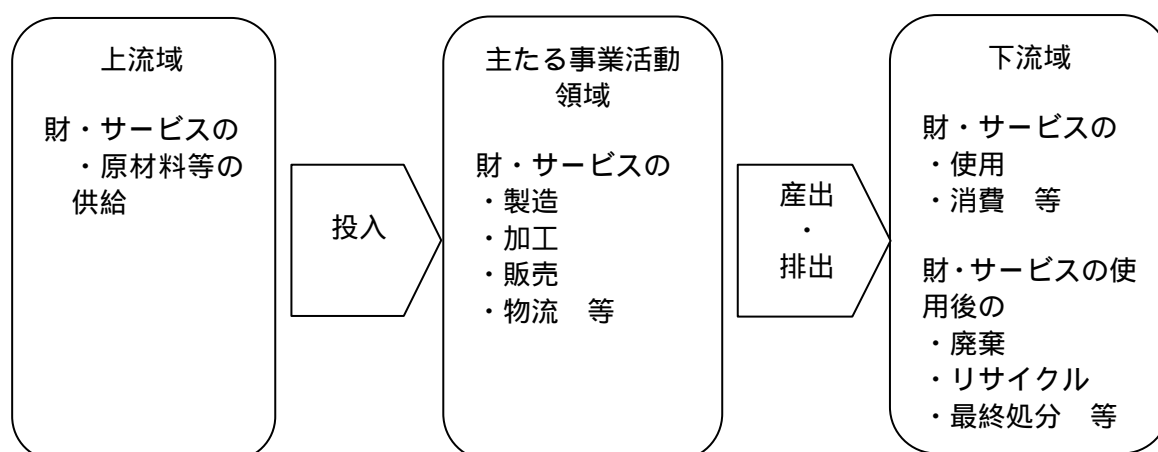 上流域
財・サービスの
・原材料等の
供給
投入
主たる事業活動
領域
財・サービスの
・製造
・加工
・販売
・物流　等
産出
・
排出
下流域
財・サービスの
・使用
・消費　等
財・サービスの使
用後の
・廃棄
・リサイクル
・最終処分　等